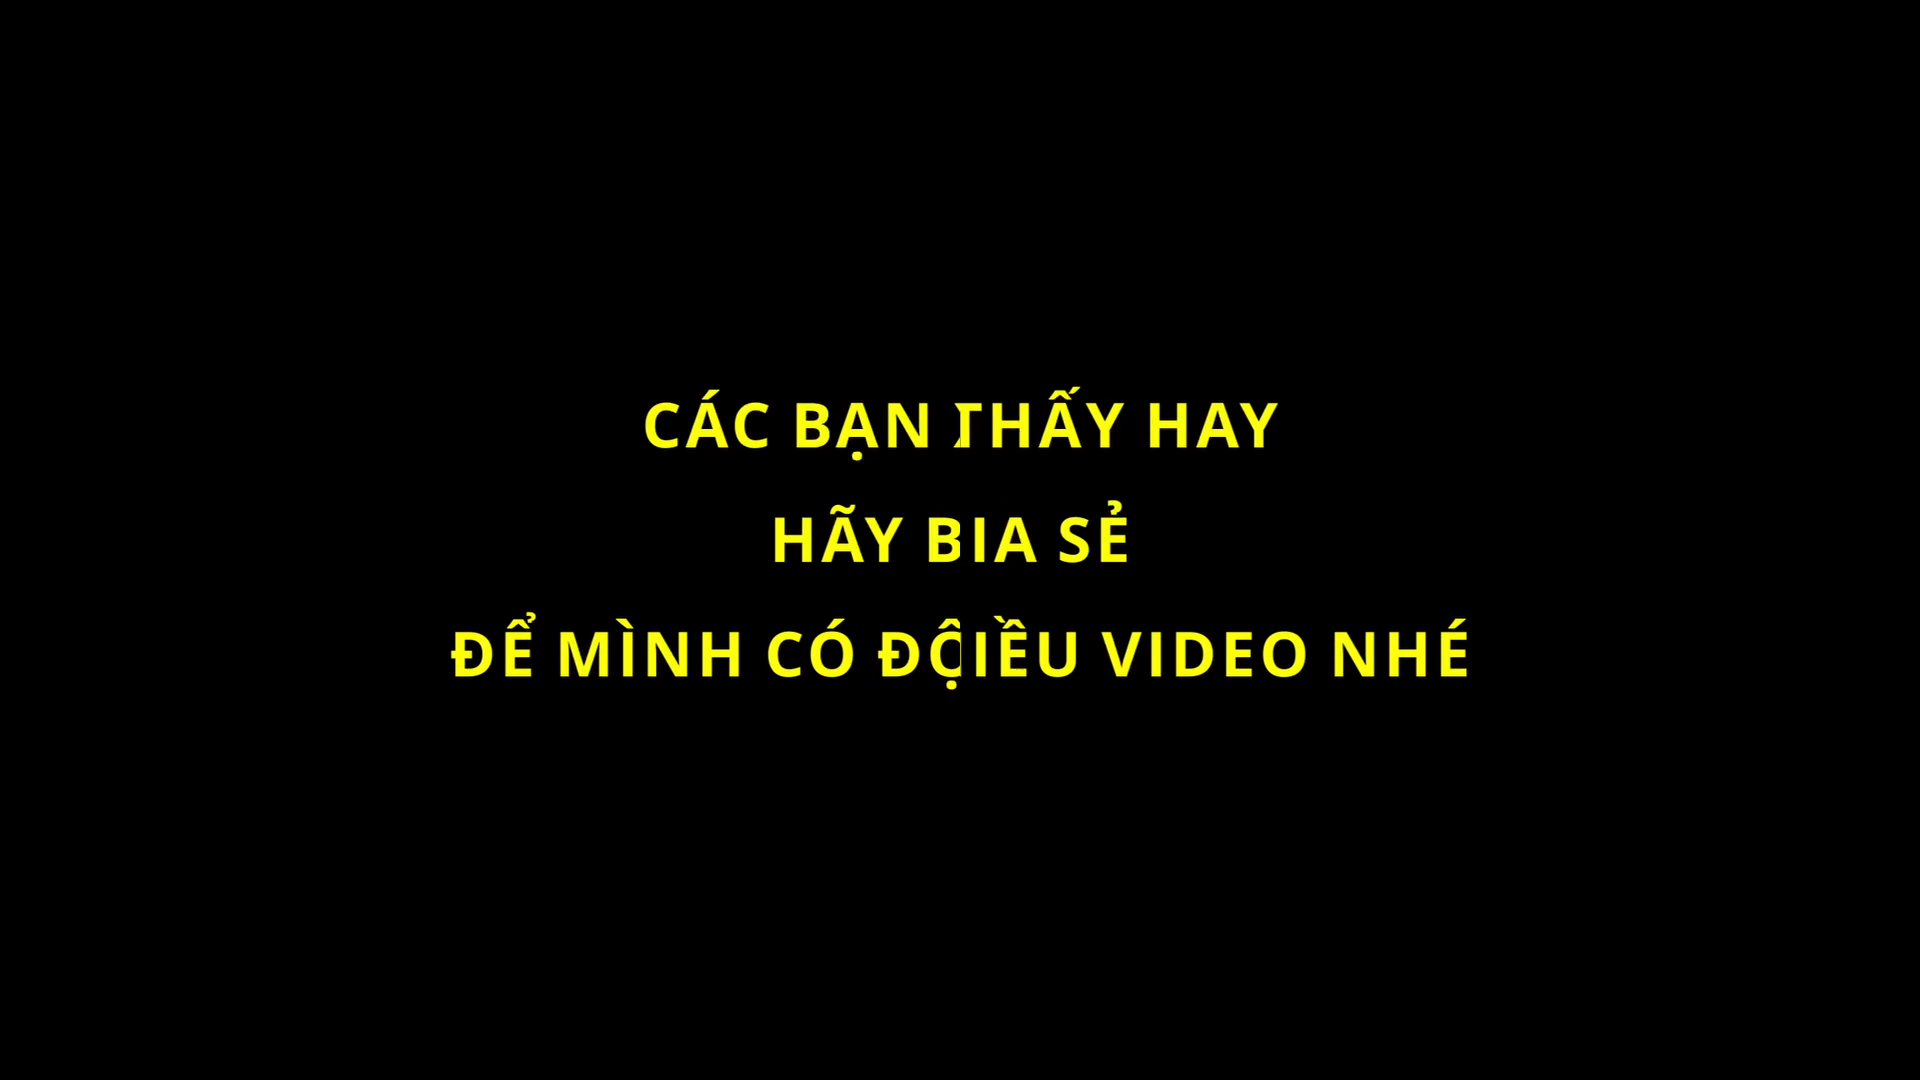 CÁC BẠN THẤY HAY
HÃY BIA SẺ
ĐỂ MÌNH CÓ ĐỘIỀU VIDEO NHÉ